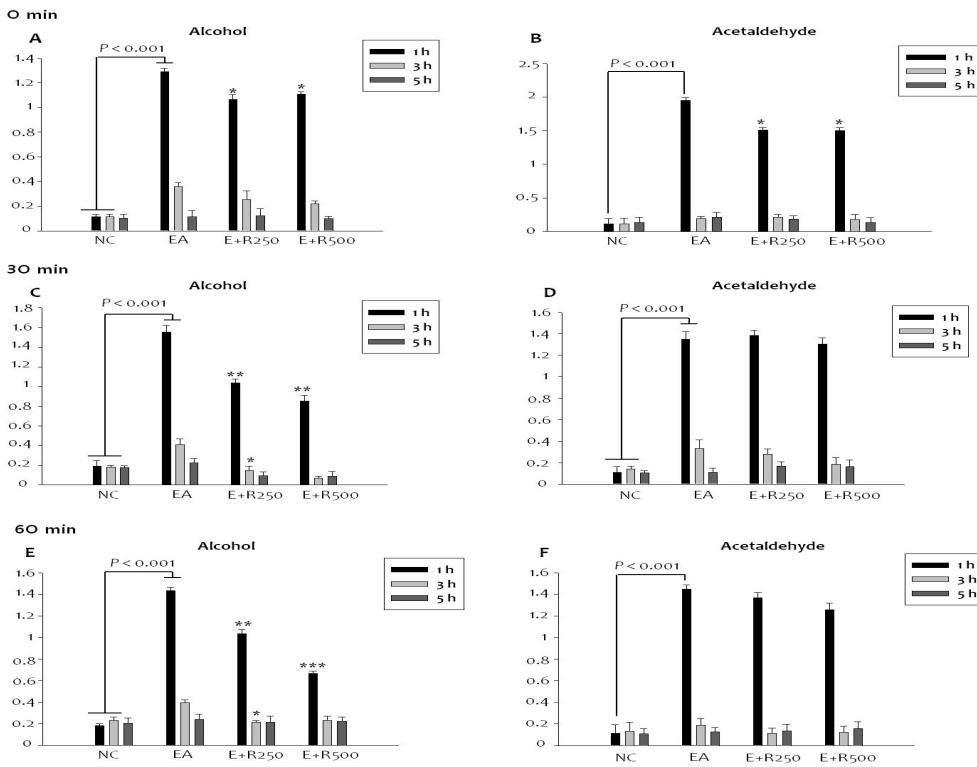 0 min
A
Alcohol
P < 0.001
1 h
3 h
5 h
1.4
1.2
1
0.8
0.6
0.4
0.2
0
*
*
NC
EA
E+R250
E+R500
B
Acetaldehyde
P < 0.001
1 h
3 h
5 h
2.5
2
1.5
1
0.5
0
*
*
NC
EA
E+R250
E+R500
30 min
C
Alcohol
P < 0.001
1 h
3 h
5 h
1.8
1.6
1.4
1.2
1
0.8
0.6
0.4
0.2
0
**
**
*
NC
EA
E+R250
E+R500
D
Acetaldehyde
P < 0.001
1 h
3 h
5 h
1.6
1.4
1.2
1
0.8
0.6
0.4
0.2
0
NC
EA
E+R250
E+R500
60 min
E
Alcohol
P < 0.001
1 h
3 h
5 h
1.6
1.4
1.2
1
0.8
0.6
0.4
0.2
0
**
***
*
NC
EA
E+R250
E+R500
F
Acetaldehyde
P < 0.001
1 h
3 h
5 h
1.6
1.4
1.2
1
0.8
0.6
0.4
0.2
0
NC
EA
E+R250
E+R500